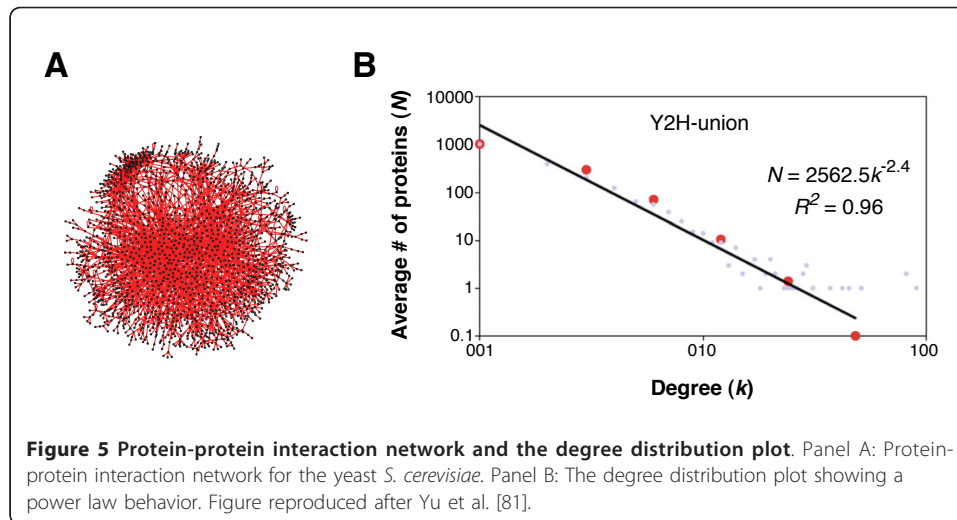 A
B
Average # of proteins (N)
10000
1000
100
10
1
0.1
Y2H-union
N = 2562.5k^-2.4
R^2 = 0.96
001
010
100
Degree (k)
Figure 5 Protein-protein interaction network and the degree distribution plot. Panel A: Protein-
protein interaction network for the yeast S. cerevisiae. Panel B: The degree distribution plot showing a
power law behavior. Figure reproduced after Yu et al. [81].